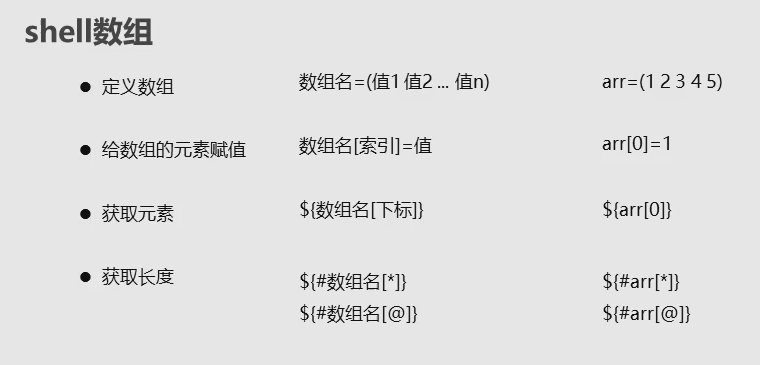 shell数组
● 定义数组 数组名=(值1 值2 ... 值n) arr=(1 2 3 4 5)
● 给数组的元素赋值 数组名[索引]=值 arr[0]=1
● 获取元素 ${数组名[下标]} ${arr[0]}
● 获取长度 ${#数组名[*]} ${#arr[*]}
${#数组名[@]} ${#arr[@]}